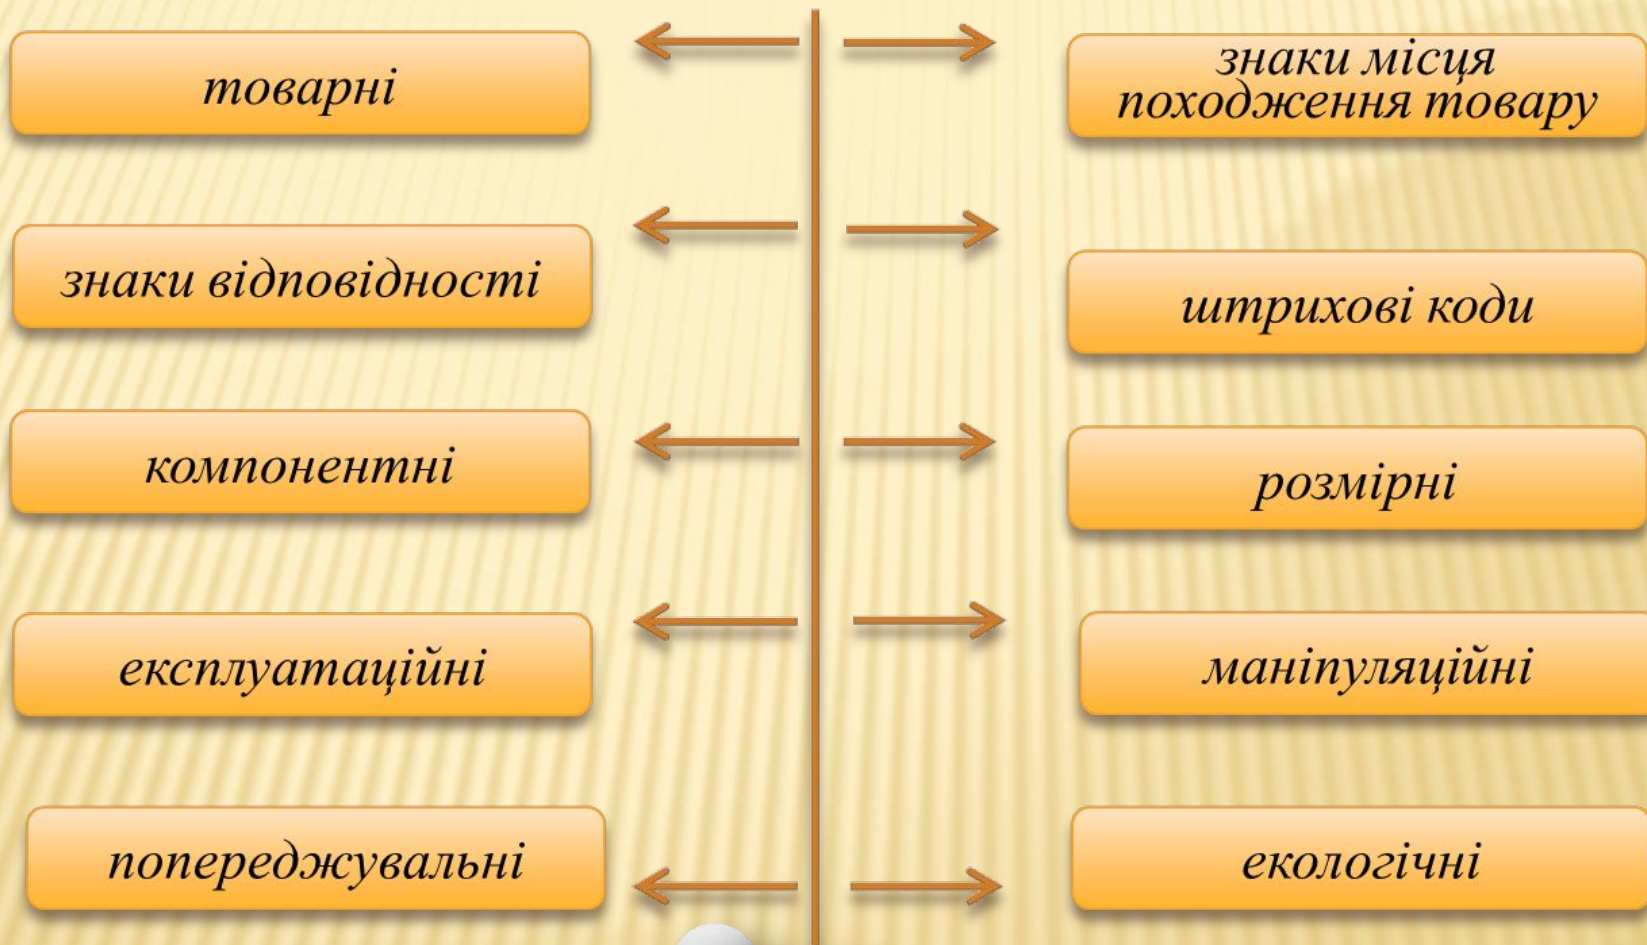 товарні
знаки відповідності
компонентні
експлуатаційні
попереджувальні
знаки місця
походження товару
штрихові коди
розмірні
маніпуляційні
екологічні